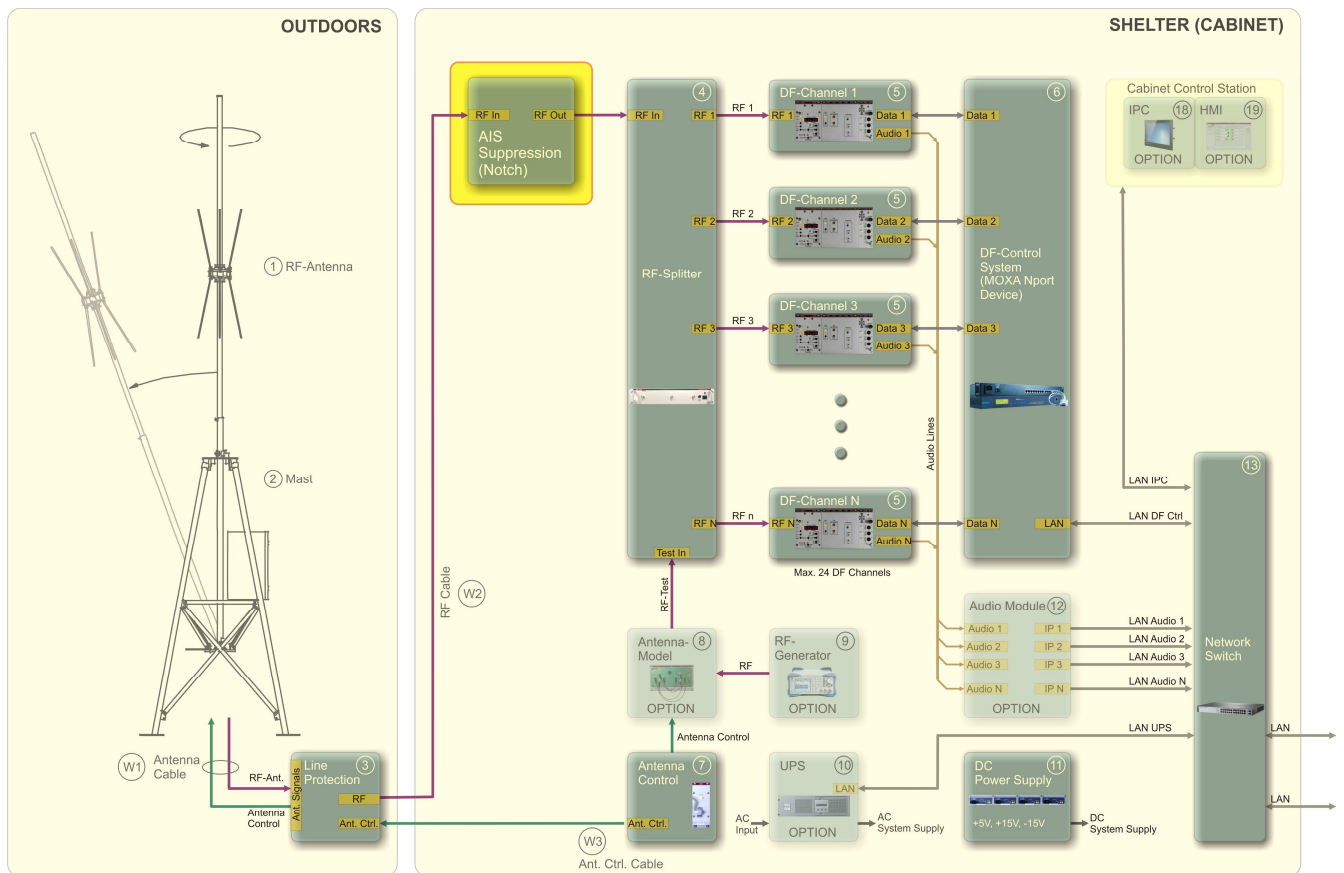 OUTDOORS
SHELTER (CABINET)
1 RF-Antenna
2 Mast
W1
Antenna
Cable
RF-Ant.
Antenna
Control
Line
Protection
3
Ant. Signals
RF
Ant. Ctrl.
RF Cable
W2
W3
Ant. Ctrl. Cable
RF In
RF Out
AIS
Suppression
(Notch)
4
RF In
RF 1
RF 2
RF-Splitter
RF 3
RF N
Test In
RF 1
RF 2
RF 3
RF n
DF-Channel 1
5
RF 1
Data 1
Audio 1
DF-Channel 2
5
RF 2
Data 2
Audio 2
DF-Channel 3
5
RF 3
Data 3
Audio 3
DF-Channel N
5
RF N
Data N
Audio N
Max. 24 DF Channels
Audio Lines
6
Data 1
Data 2
DF-Control
System
(MOXA Nport
Device)
Data 3
Data N
LAN
Cabinet Control Station
IPC
18
OPTION
HMI
19
OPTION
LAN IPC
LAN DF Ctrl
RF-Test
Antenna-
Model
8
OPTION
RF
RF-
Generator
9
OPTION
Antenna Control
Antenna
Control
7
Ant. Ctrl.
UPS
10
LAN
OPTION
AC
Input
AC
System Supply
DC
Power Supply
11
+5V, +15V, -15V
DC
System Supply
Audio Module
12
Audio 1
IP 1
Audio 2
IP 2
Audio 3
IP 3
Audio N
IP N
OPTION
LAN Audio 1
LAN Audio 2
LAN Audio 3
LAN Audio N
LAN UPS
13
Network
Switch
LAN
LAN